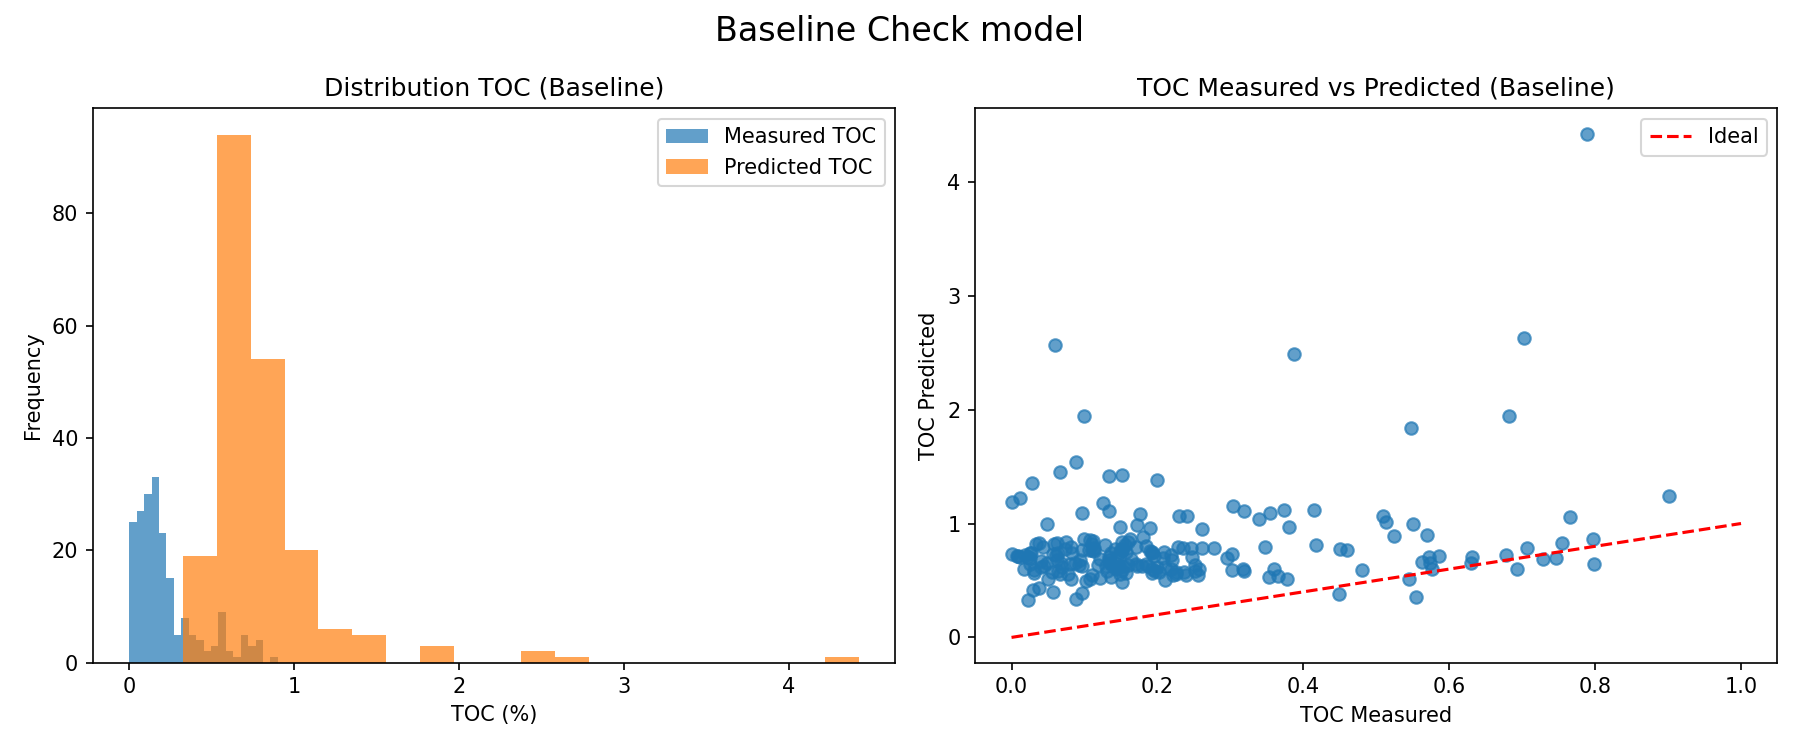 Baseline Check model
Distribution TOC (Baseline)
Measured TOC
Predicted TOC
Frequency
80
60
40
20
0
0 1 2 3 4
TOC (%)
TOC Measured vs Predicted (Baseline)
Ideal
TOC Predicted
4
3
2
1
0
0.0 0.2 0.4 0.6 0.8 1.0
TOC Measured